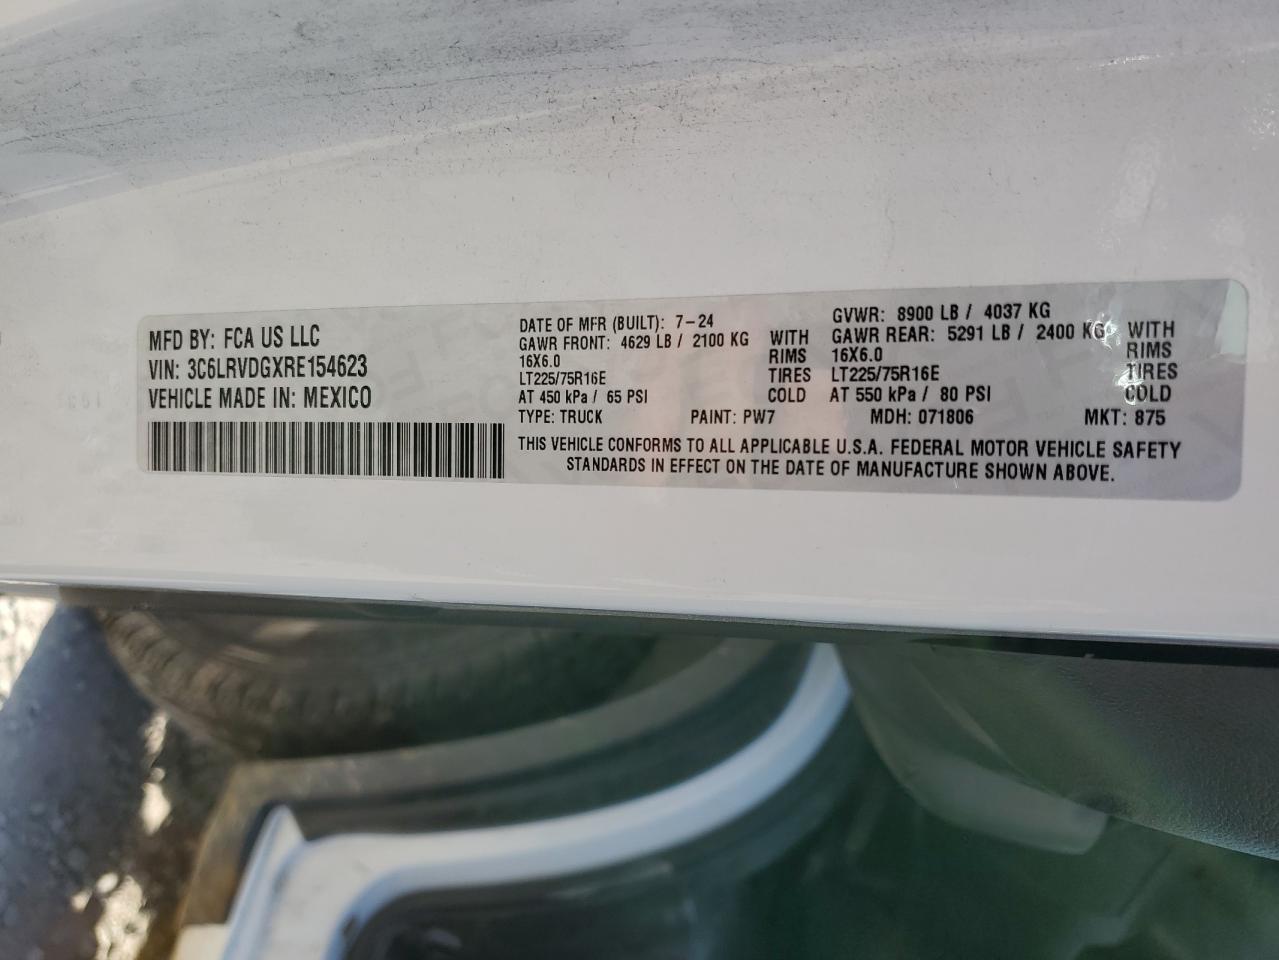 MFD BY: FCA US LLC
VIN: 3C6LRVDGXRE154623
VEHICLE MADE IN: MEXICO
DATE OF MFR (BUILT): 7-24
GVWR: 8900 LB / 4037 KG
GAWR FRONT: 4629 LB / 2100 KG WITH
16X6.0 RIMS
LT225/75R16E TIRES
AT 450 kPa / 65 PSI COLD
GAWR REAR: 5291 LB / 2400 KG WITH
16X6.0 RIMS
LT225/75R16E TIRES
AT 550 kPa / 80 PSI COLD
TYPE: TRUCK PAINT: PW7 MDH: 071806 MKT: 875
THIS VEHICLE CONFORMS TO ALL APPLICABLE U.S.A. FEDERAL MOTOR VEHICLE SAFETY
STANDARDS IN EFFECT ON THE DATE OF MANUFACTURE SHOWN ABOVE.